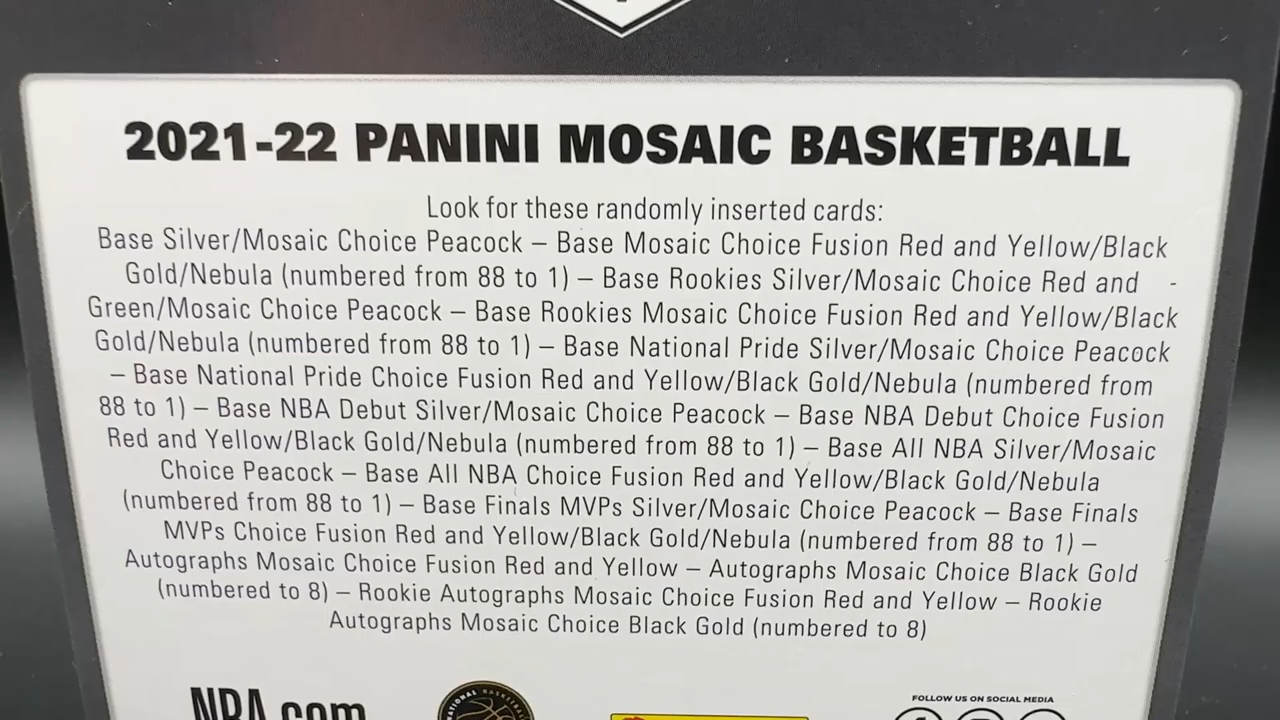 2021-22 PANINI MOSAIC BASKETBALL
Look for these randomly inserted cards:
Base Silver/Mosaic Choice Peacock – Base Mosaic Choice Fusion Red and Yellow/Black
Gold/Nebula (numbered from 88 to 1) – Base Rookies Silver/Mosaic Choice Red and -
Green/Mosaic Choice Peacock – Base Rookies Mosaic Choice Fusion Red and Yellow/Black
Gold/Nebula (numbered from 88 to 1) – Base National Pride Silver/Mosaic Choice Peacock
– Base National Pride Choice Fusion Red and Yellow/Black Gold/Nebula (numbered from
88 to 1) – Base NBA Debut Silver/Mosaic Choice Peacock – Base NBA Debut Choice Fusion
Red and Yellow/Black Gold/Nebula (numbered from 88 to 1) – Base All NBA Silver/Mosaic
Choice Peacock – Base All NBA Choice Fusion Red and Yellow/Black Gold/Nebula
(numbered from 88 to 1) – Base Finals MVPs Silver/Mosaic Choice Peacock – Base Finals
MVPs Choice Fusion Red and Yellow/Black Gold/Nebula (numbered from 88 to 1) –
Autographs Mosaic Choice Fusion Red and Yellow – Autographs Mosaic Choice Black Gold
(numbered to 8) – Rookie Autographs Mosaic Choice Fusion Red and Yellow – Rookie
Autographs Mosaic Choice Black Gold (numbered to 8)
NBA.com
FOLLOW US ON SOCIAL MEDIA